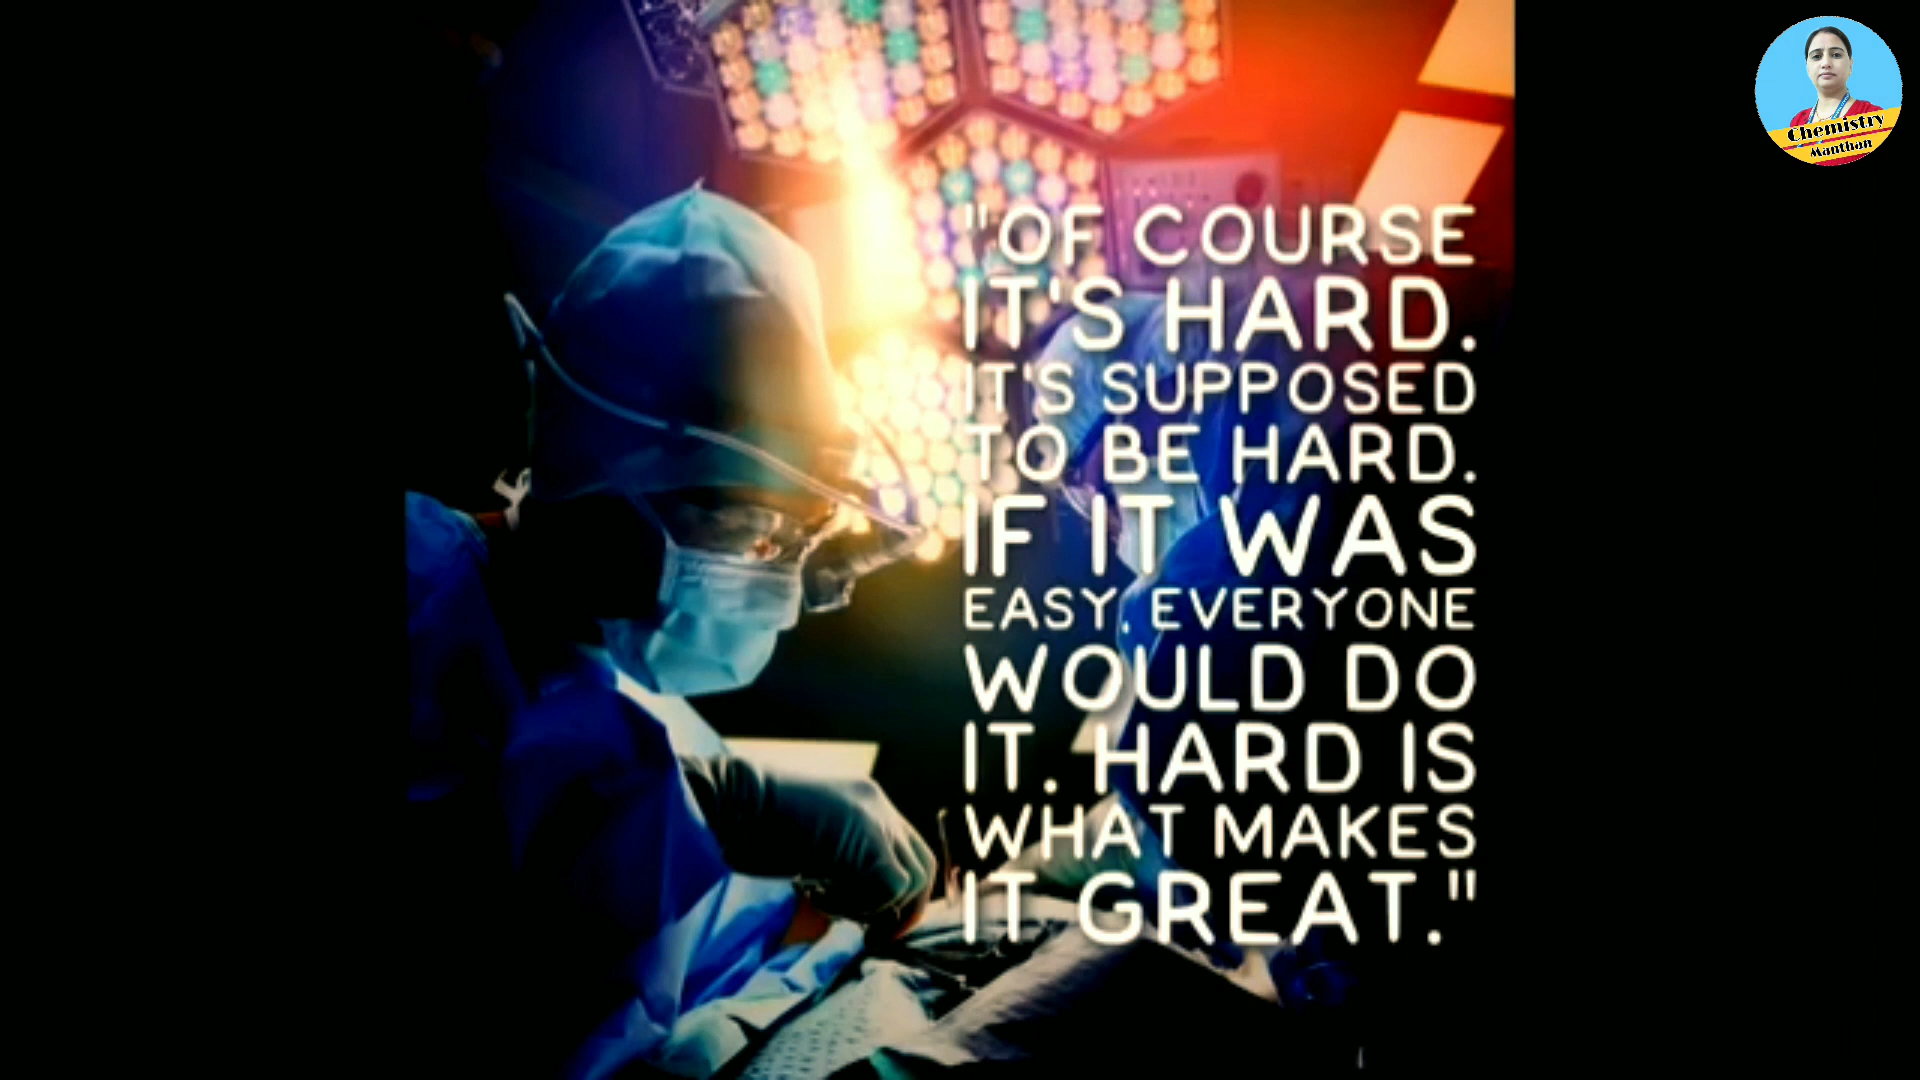 "OF COURSE
IT'S HARD.
IT'S SUPPOSED
TO BE HARD.
IF IT WAS
EASY, EVERYONE
WOULD DO
IT. HARD IS
WHAT MAKES
IT GREAT."
Chemistry
Manthan